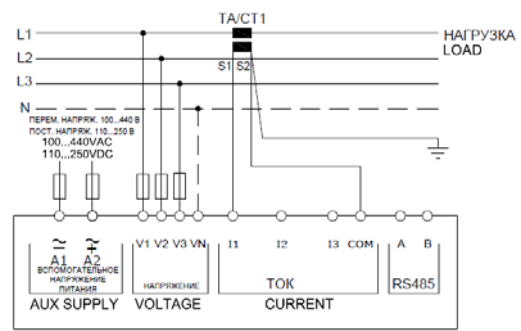 TA/CT1
L1
НАГРУЗКА
LOAD
L2
S1 S2
L3
N
ПЕРЕМ. НАПРЯЖ. 100...440 В
ПОСТ. НАПРЯЖ. 110...250 В
100...440VAC
110...250VDC
V1 V2 V3 VN I1 I2 I3 COM A B
A1 A2
ВСПОМОГАТЕЛЬНОЕ
НАПРЯЖЕНИЕ
ПИТАНИЯ
НАПРЯЖЕНИЕ
ТОК
RS485
AUX SUPPLY VOLTAGE CURRENT